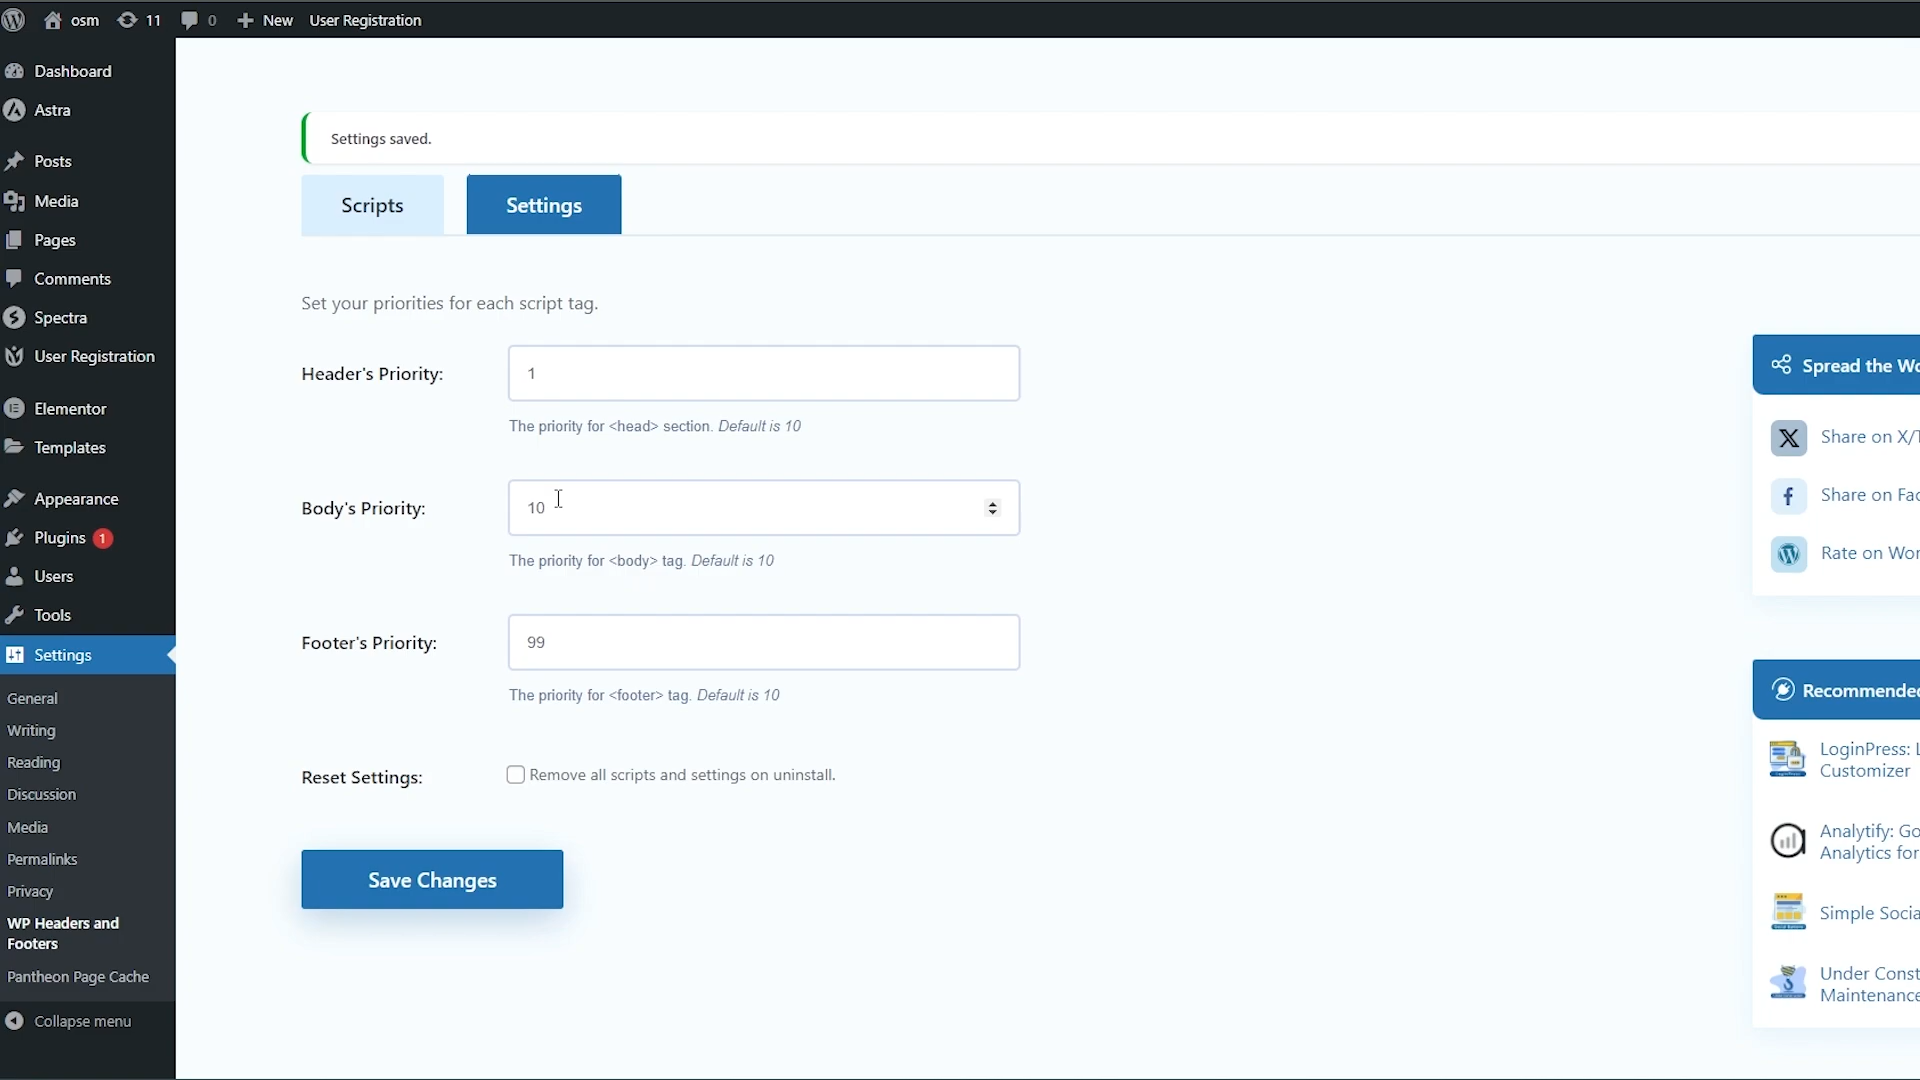 osm
11
0
New
User Registration
Dashboard
Astra
Posts
Media
Pages
Comments
Spectra
User Registration
Elementor
Templates
Appearance
Plugins 1
Users
Tools
Settings
General
Writing
Reading
Discussion
Media
Permalinks
Privacy
WP Headers and
Footers
Pantheon Page Cache
Collapse menu
Settings saved.
Scripts
Settings
Set your priorities for each script tag.
Header's Priority:
1
The priority for <head> section. Default is 10
Body's Priority:
10
The priority for <body> tag. Default is 10
Footer's Priority:
99
The priority for <footer> tag. Default is 10
Reset Settings:
Remove all scripts and settings on uninstall.
Save Changes
Spread the Wo
Share on X/T
Share on Fac
Rate on Wor
Recommended
LoginPress: L
Customizer
Analytify: Go
Analytics for
Simple Socia
Under Const
Maintenance